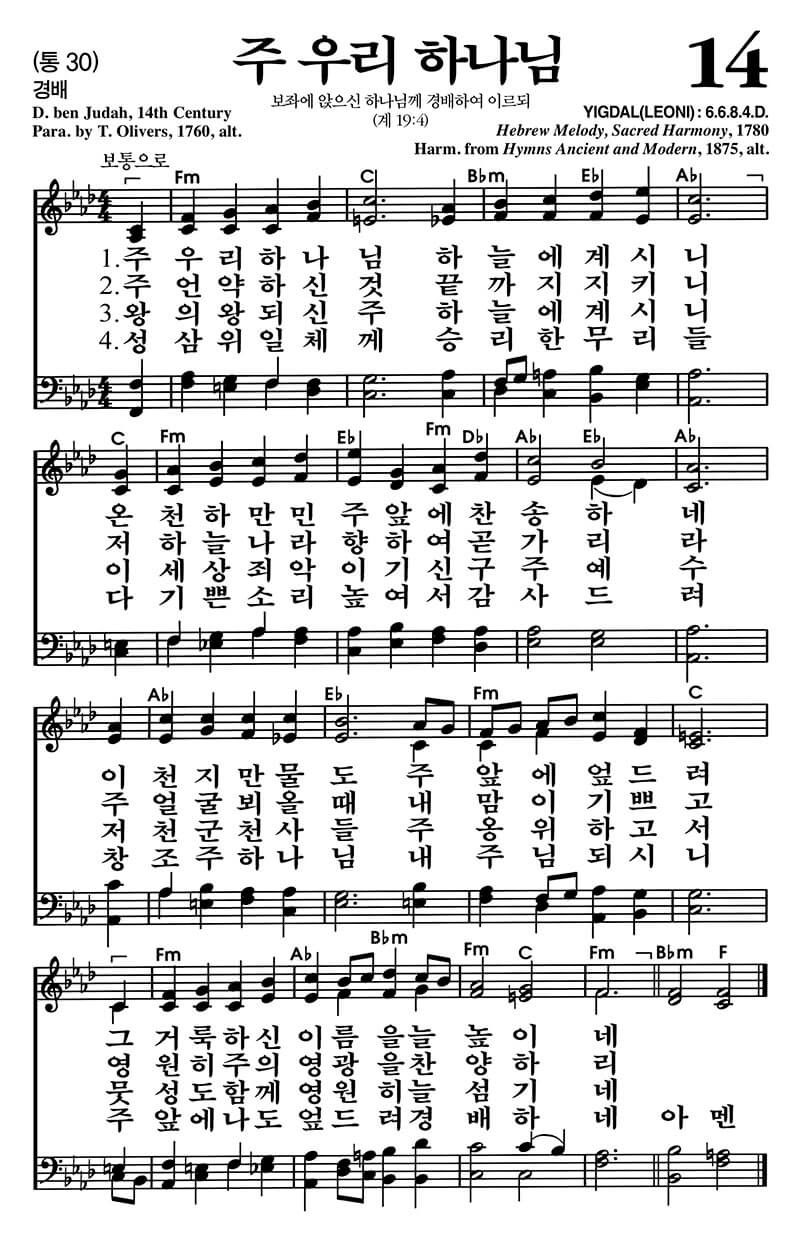 (통 30)
주 우리 하나님
14
경배
보좌에 앉으신 하나님께 경배하여 이르되
(계 19:4)
D. ben Judah, 14th Century
Para. by T. Olivers, 1760, alt.
YIGDAL(LEONI) : 6.6.8.4.D.
Hebrew Melody, Sacred Harmony, 1780
Harm. from Hymns Ancient and Modern, 1875, alt.
보통으로
Fm C B♭m A♭
1. 주 우 리 하 나 님 하 늘 에 계 시 니
2. 주 언 약 하 신 것 끝 까 지 지 키 니
3. 왕 의 왕 되 신 주 하 늘 에 계 시 니
4. 성 삼 위 일 체 께 승 리 한 무 리 들
C Fm E♭ Fm D♭ A♭ E♭ A♭
온 천 하 만 민 주 앞 에 찬 송 하 네
저 하 늘 나 라 향 하 여 곧 가 리 라
이 세 상 죄 악 이 기 신 구 주 예 수
다 기 쁜 소 리 높 여 서 감 사 드 려
A♭ E♭ Fm C
이 천 지 만 물 도 주 앞 에 엎 드 려
주 얼 굴 뵈 올 때 내 맘 이 기 쁘 고
저 천 군 천 사 들 주 옹 위 하 고 서
창 조 주 하 나 님 내 주 님 되 시 니
Fm A♭ B♭m Fm C Fm B♭m F
그 거 룩 하 신 이 름 을 늘 높 이 네
영 원 히 주 의 영 광 을 찬 양 하 리
뭇 성 도 함 께 영 원 히 늘 섬 기 네
주 앞 에 나 도 엎 드 려 경 배 하 네 아 멘